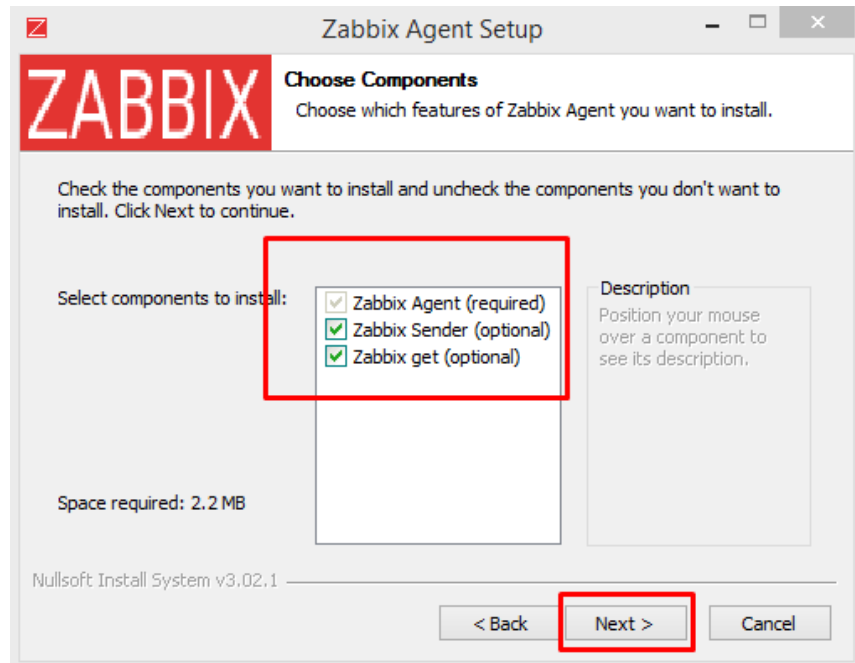 Zabbix Agent Setup
ZABBIX
Choose Components
Choose which features of Zabbix Agent you want to install.
Check the components you want to install and uncheck the components you don't want to
install. Click Next to continue.
Select components to install:
Zabbix Agent (required)
Zabbix Sender (optional)
Zabbix get (optional)
Description
Position your mouse
over a component to
see its description.
Space required: 2.2 MB
Nullsoft Install System v3.02.1
< Back
Next >
Cancel